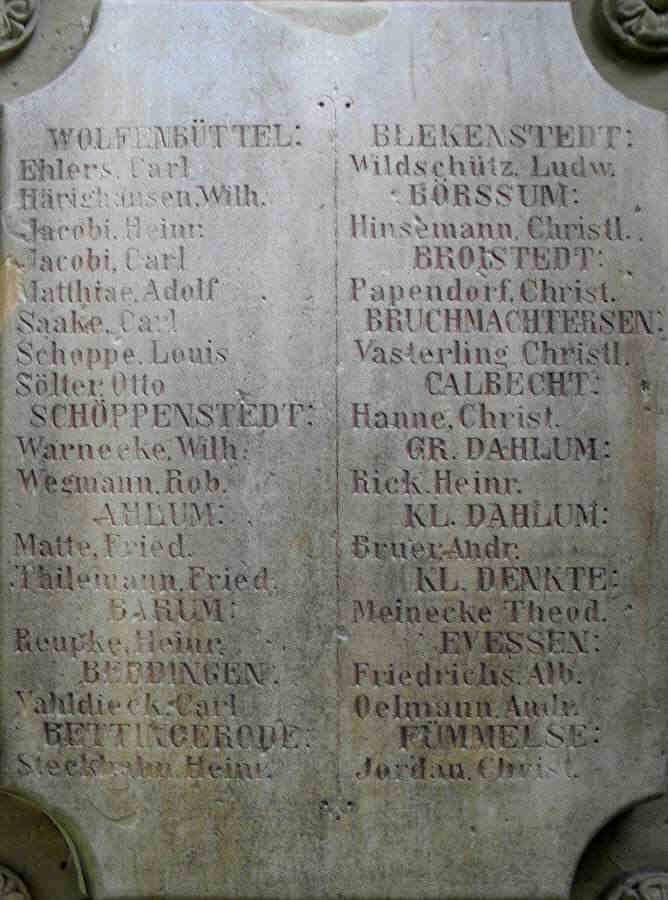 WOLFENBÜTTEL:
Ehlers. Carl
Härighausen. Wilh.
Jacobi. Heinr.
Jacobi. Carl
Matthiae. Adolf
Saake. Carl
Schoppe. Louis
Sölter. Otto
SCHÖPPENSTEDT:
Warnecke. Wilh.
Wegmann. Rob.
AHLUM:
Matte. Fried.
Thilemann. Fried.
BARUM:
Reupke. Heinr.
BEDDINGEN.
Vahldieck. Carl
BETTINGERODE:
Steckhahn. Heinr.
BLEKENSTEDT:
Wildschütz. Ludw.
BÖRSSUM:
Hinsemann. Christl.
BROISTEDT:
Papendorf. Christ.
BRUCHMACHTERSEN:
Vasterling Christl.
CALBECHT:
Hanne. Christ.
GR. DAHLUM:
Rick. Heinr.
KL. DAHLUM:
Bruer. Andr.
KL. DENKTE:
Meinecke Theod.
EVESSEN:
Friedrichs. Alb.
Oelmann. Andr.
FÜMMELSE:
Jordan. Christ.